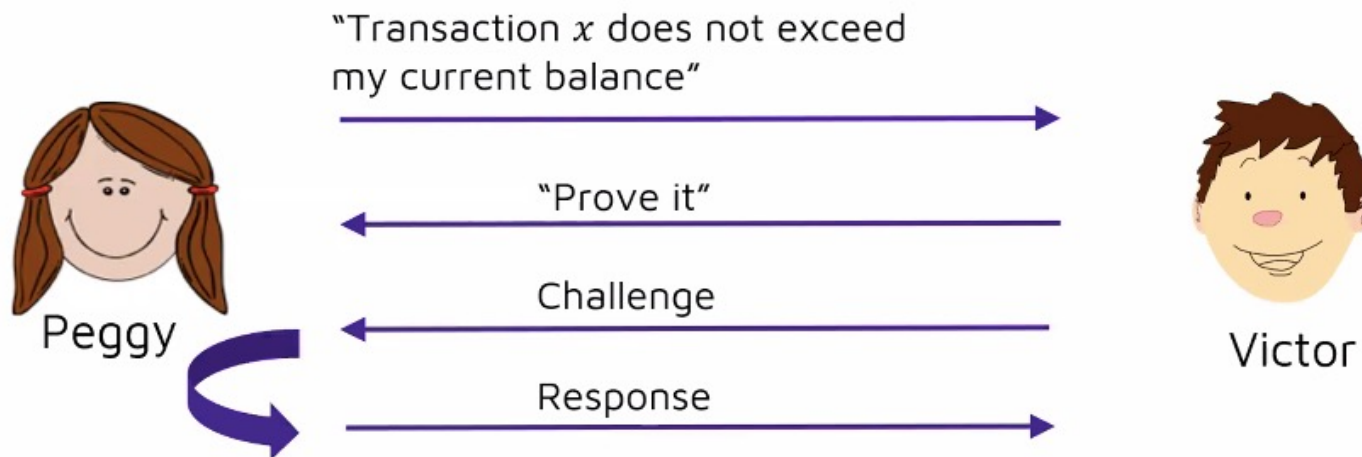 “Transaction x does not exceed
my current balance”
“Prove it”
Challenge
Peggy
Victor
Response